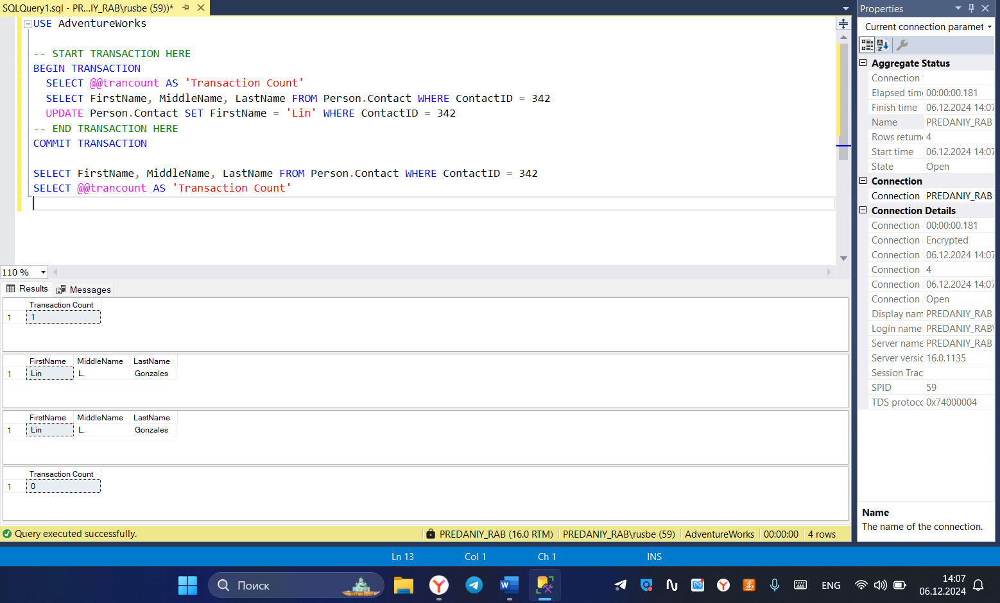 SQLQuery1.sql - PR...IY_RAB\rusbe (59))*
USE AdventureWorks
-- START TRANSACTION HERE
BEGIN TRANSACTION
SELECT @@trancount AS 'Transaction Count'
SELECT FirstName, MiddleName, LastName FROM Person.Contact WHERE ContactID = 342
UPDATE Person.Contact SET FirstName = 'Lin' WHERE ContactID = 342
-- END TRANSACTION HERE
COMMIT TRANSACTION
SELECT FirstName, MiddleName, LastName FROM Person.Contact WHERE ContactID = 342
SELECT @@trancount AS 'Transaction Count'
110 %
Results Messages
Transaction Count
1 1
FirstName MiddleName LastName
1 Lin L. Gonzales
FirstName MiddleName LastName
1 Lin L. Gonzales
Transaction Count
1 0
Query executed successfully.
PREDANIY_RAB (16.0 RTM) PREDANIY_RAB\rusbe (59) AdventureWorks 00:00:00 4 rows
Properties
Current connection paramet
Aggregate Status
Connection
Elapsed time 00:00:00.181
Finish time 06.12.2024 14:07
Name PREDANIY_RAB
Rows return 4
Start time 06.12.2024 14:07
State Open
Connection
Connection PREDANIY_RAB
Connection Details
Connection 00:00:00.181
Connection Encrypted
Connection 06.12.2024 14:07
Connection 4
Connection 06.12.2024 14:07
Connection Open
Display nam PREDANIY_RAB
Login name PREDANIY_RAB\
Server name PREDANIY_RAB
Server versic 16.0.1135
Session Trac
SPID 59
TDS protocc 0x74000004
Name
The name of the connection.
Ln 13 Col 1 Ch 1 INS
Поиск
ENG
14:07
06.12.2024